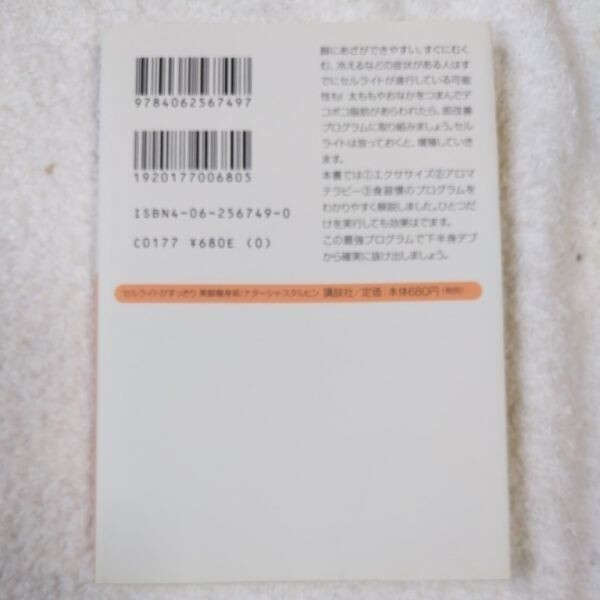 9784062567497
1920177006805
ISBN4-06-256749-0
C0177 ¥680E (0)
脚にあざができやすい、すぐにむく
む、冷えるなどの症状がある人はす
でにセルライトが進行している可能
性も! 太ももやおなかをつまんでデ
コボコ脂肪があらわれたら、即改善
プログラムに取り組みましょう。セル
ライトは放っておくと、増殖していき
ます。
本書では①エクササイズ②アロマ
テラピー③食習慣のプログラムを
わかりやすく解説しました。ひとつだ
けを実行しても効果はでます。
この最強プログラムで下半身デブ
から確実に抜け出しましょう。
セルライトがすっきり 美脚痩身術/ナターシャ・スタルヒン 講談社/定価:本体680円(税別)